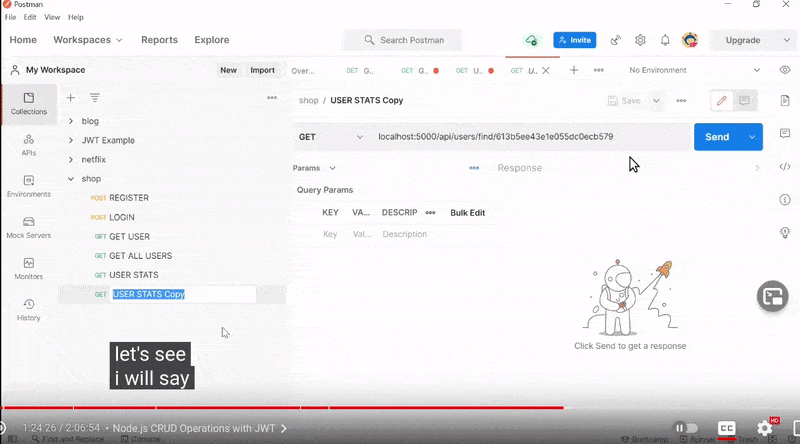 Postman
File Edit View Help
Home Workspaces Reports Explore Search Postman Invite Upgrade
My Workspace New Import Over... GET G.. GET G.. GET U.. GET U.. No Environment
Collections
APIs
Environments
Mock Servers
Monitors
History
blog
JWT Example
netflix
shop
POST REGISTER
POST LOGIN
GET GET USER
GET GET ALL USERS
GET USER STATS
GET USER STATS Copy
shop / USER STATS Copy Save
GET localhost:5000/api/users/find/613b5ee43e1e055dc0ecb579 Send
Params Response
Query Params
KEY VA... DESCRIP Bulk Edit
Key Val... Description
Click Send to get a response
let's see
i will say
1:24:26 / 2:06:54 • Node.js CRUD Operations with JWT
CC HD
Find and Replace Console Bootcamp Runner Trash